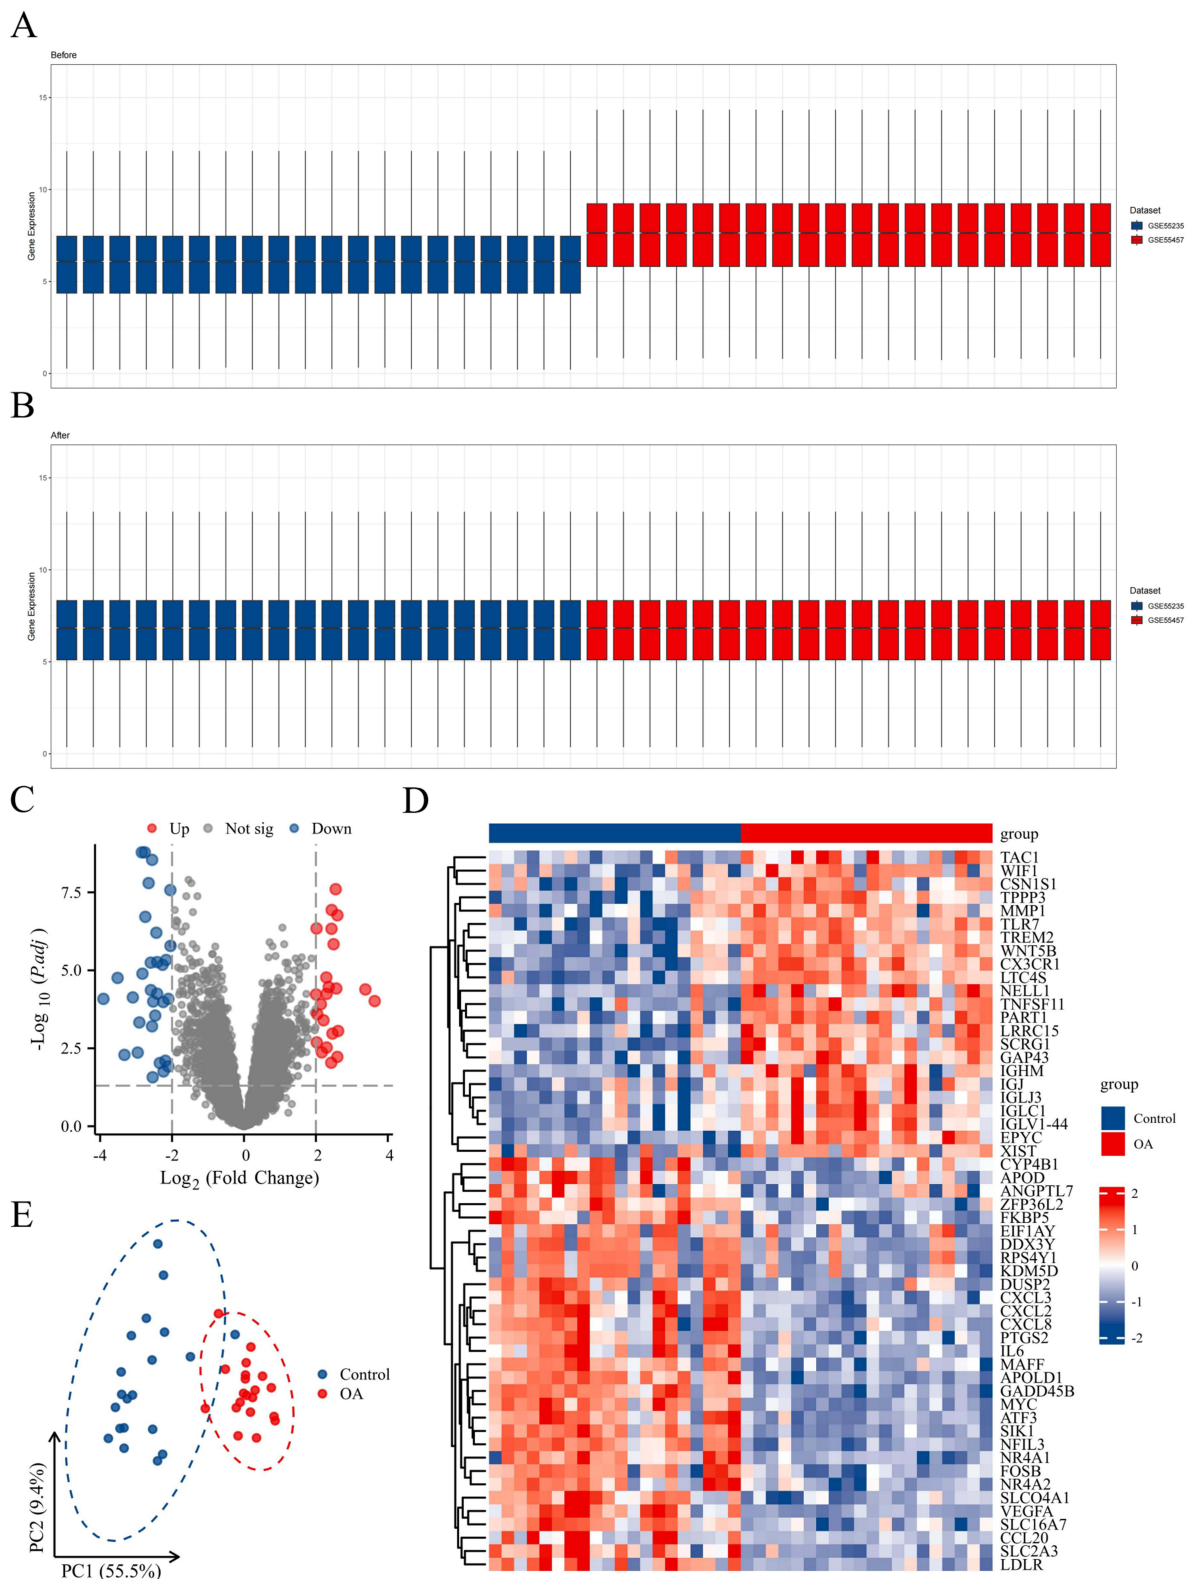 A
Before
15
10
5
0
Gene Expression
Dataset
GSE55235
GSE55457
B
After
15
10
5
0
Gene Expression
Dataset
GSE55235
GSE55457
C
Up
Not sig
Down
7.5
5.0
2.5
0.0
-Log 10 (P.adj)
-4
-2
0
2
4
Log2 (Fold Change)
D
group
TAC1
WIF1
CSN1S1
TPPP3
MMP1
TLR7
TREM2
WNT5B
CX3CR1
LTC4S
NELL1
TNFSF11
PART1
LRRC15
SCRG1
GAP43
IGHM
IGJ
IGLJ3
IGLC1
IGLV1-44
EPYC
XIST
CYP4B1
APOD
ANGPTL7
ZFP36L2
FKBP5
EIF1AY
DDX3Y
RPS4Y1
KDM5D
DUSP2
CXCL3
CXCL2
CXCL8
PTGS2
IL6
MAFF
APOLD1
GADD45B
MYC
ATF3
SIK1
NFIL3
NR4A1
FOSB
NR4A2
SLCO4A1
VEGFA
SLC16A7
CCL20
SLC2A3
LDLR
group
Control
OA
2
1
0
-1
-2
E
Control
OA
PC2 (9.4%)
PC1 (55.5%)